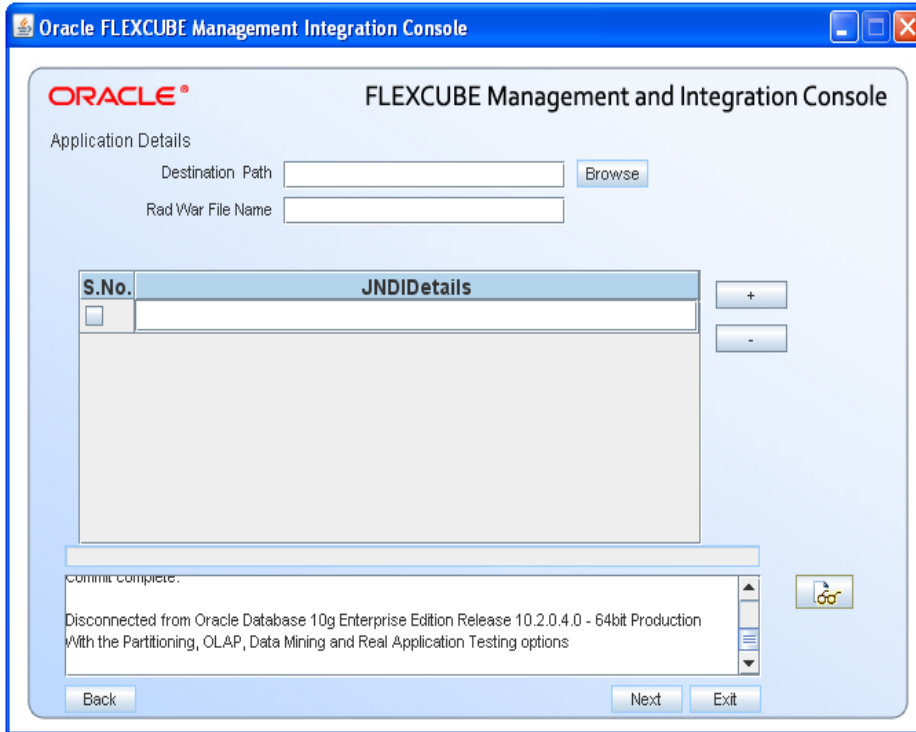 Oracle FLEXCUBE Management Integration Console
ORACLE®
FLEXCUBE Management and Integration Console
Application Details
Destination Path
Browse
Rad War File Name
S.No. JNDIDetails
+
-
Commit complete.
Disconnected from Oracle Database 10g Enterprise Edition Release 10.2.0.4.0 - 64bit Production
With the Partitioning, OLAP, Data Mining and Real Application Testing options
Back Next Exit